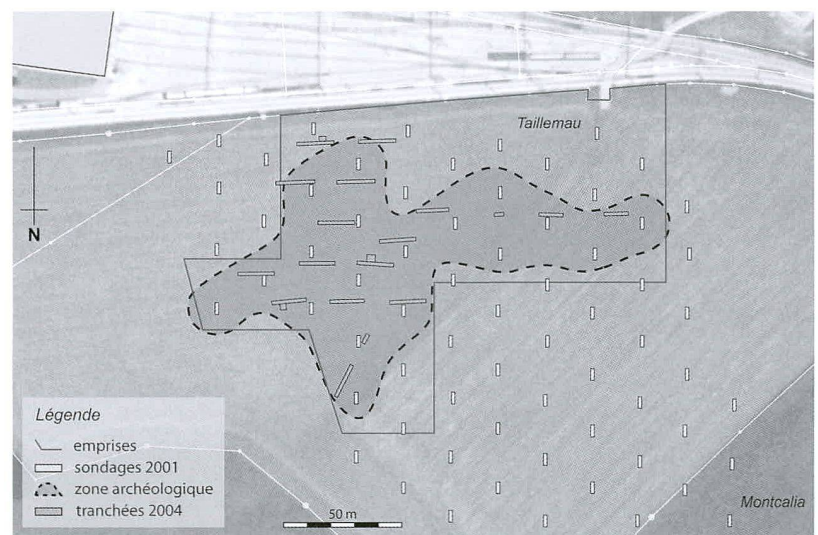 Taillemau
N
Légende
emprises
sondages 2001
zone archéologique
tranchées 2004
50 m
Montcalia